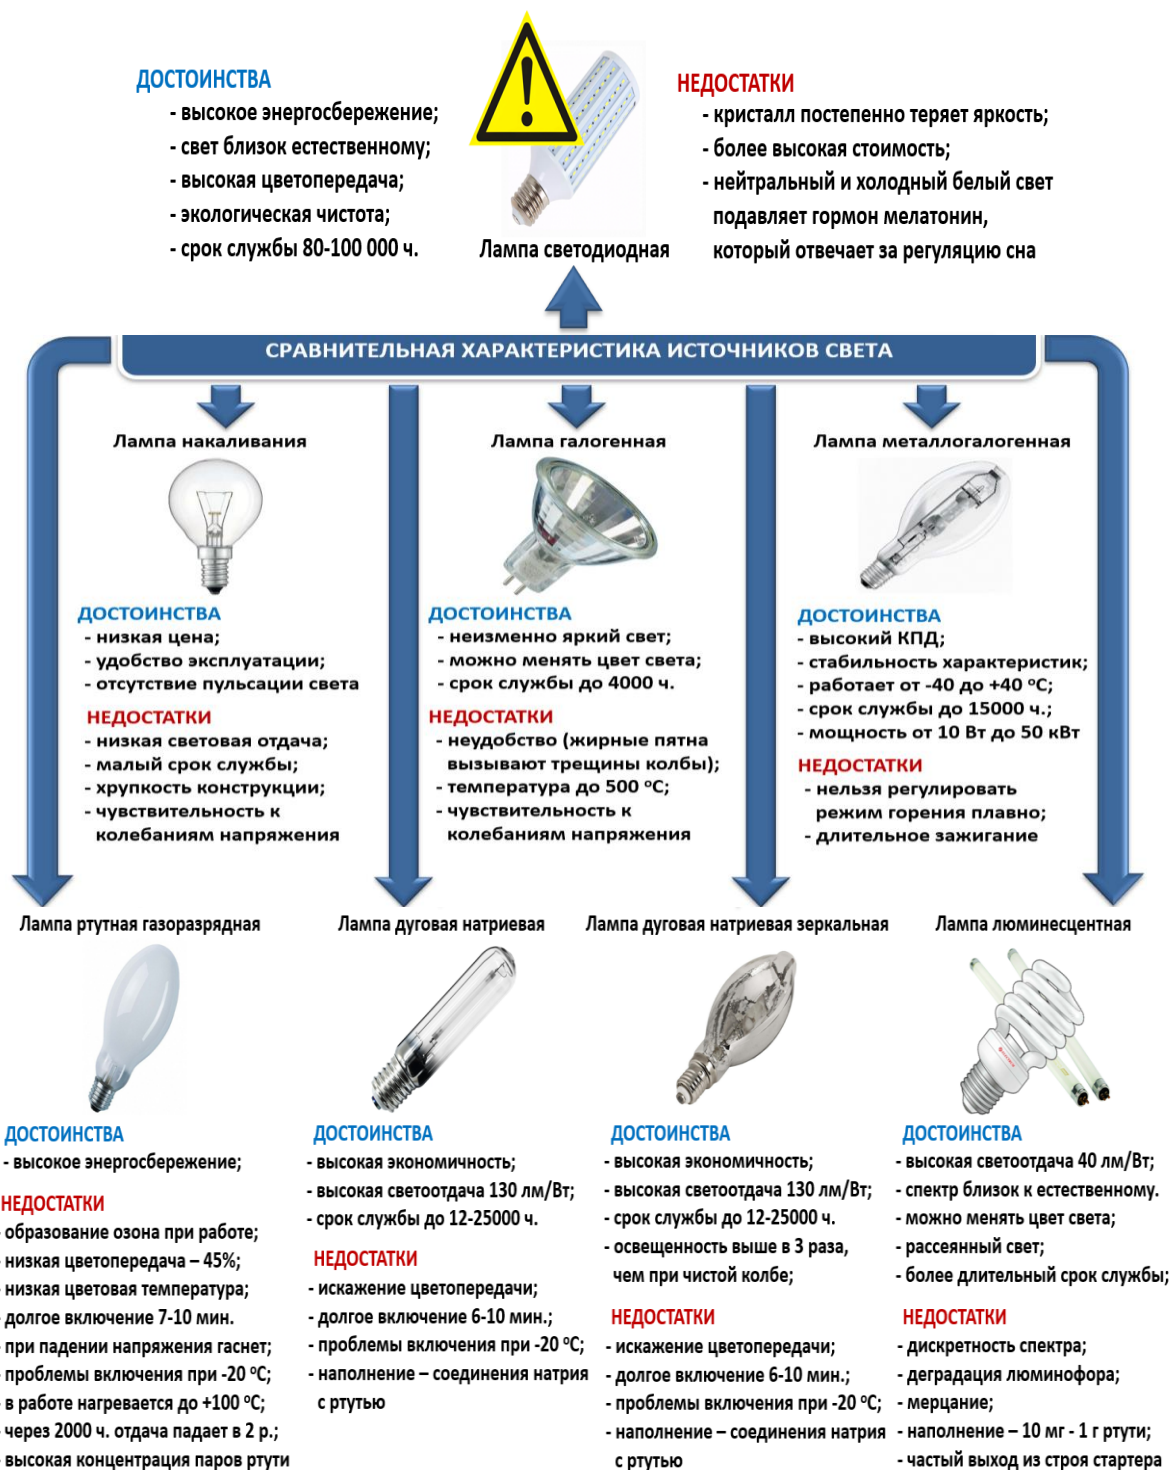 ДОСТОИНСТВА
- высокое энергосбережение;
- свет близок естественному;
- высокая цветопередача;
- экологическая чистота;
- срок службы 80-100 000 ч.
НЕДОСТАТКИ
- кристалл постепенно теряет яркость;
- более высокая стоимость;
- нейтральный и холодный белый свет
подавляет гормон мелатонин,
который отвечает за регуляцию сна
Лампа светодиодная
СРАВНИТЕЛЬНАЯ ХАРАКТЕРИСТИКА ИСТОЧНИКОВ СВЕТА
Лампа накаливания
ДОСТОИНСТВА
- низкая цена;
- удобство эксплуатации;
- отсутствие пульсации света
НЕДОСТАТКИ
- низкая световая отдача;
- малый срок службы;
- хрупкость конструкции;
- чувствительность к
колебаниям напряжения
Лампа галогенная
ДОСТОИНСТВА
- неизменно яркий свет;
- можно менять цвет света;
- срок службы до 4000 ч.
НЕДОСТАТКИ
- неудобство (жирные пятна
вызывают трещины колбы);
- температура до 500 ºС;
- чувствительность к
колебаниям напряжения
Лампа металлогалогенная
ДОСТОИНСТВА
- высокий КПД;
- стабильность характеристик;
- работает от -40 до +40 ºС;
- срок службы до 15000 ч.;
- мощность от 10 Вт до 50 кВт
НЕДОСТАТКИ
- нельзя регулировать
режим горения плавно;
- длительное зажигание
Лампа ртутная газоразрядная
ДОСТОИНСТВА
- высокое энергосбережение;
НЕДОСТАТКИ
- образование озона при работе;
- низкая цветопередача – 45%;
- низкая цветовая температура;
- долгое включение 7-10 мин.
- при падении напряжения гаснет;
- проблемы включения при -20 ºС;
- в работе нагревается до +100 ºС;
- через 2000 ч. отдача падает в 2 р.;
- высокая концентрация паров ртути
Лампа дуговая натриевая
ДОСТОИНСТВА
- высокая экономичность;
- высокая светоотдача 130 лм/Вт;
- срок службы до 12-25000 ч.
НЕДОСТАТКИ
- искажение цветопередачи;
- долгое включение 6-10 мин.;
- проблемы включения при -20 ºС;
- наполнение – соединения натрия
с ртутью
Лампа дуговая натриевая зеркальная
ДОСТОИНСТВА
- высокая экономичность;
- высокая светоотдача 130 лм/Вт;
- срок службы до 12-25000 ч.
- освещенность выше в 3 раза,
чем при чистой колбе;
НЕДОСТАТКИ
- искажение цветопередачи;
- долгое включение 6-10 мин.;
- проблемы включения при -20 ºС;
- наполнение – соединения натрия
с ртутью
Лампа люминесцентная
ДОСТОИНСТВА
- высокая светоотдача 40 лм/Вт;
- спектр близок к естественному.
- можно менять цвет света;
- рассеянный свет;
- более длительный срок службы;
НЕДОСТАТКИ
- дискретность спектра;
- деградация люминофора;
- мерцание;
- наполнение – 10 мг - 1 г ртути;
- частый выход из строя стартера